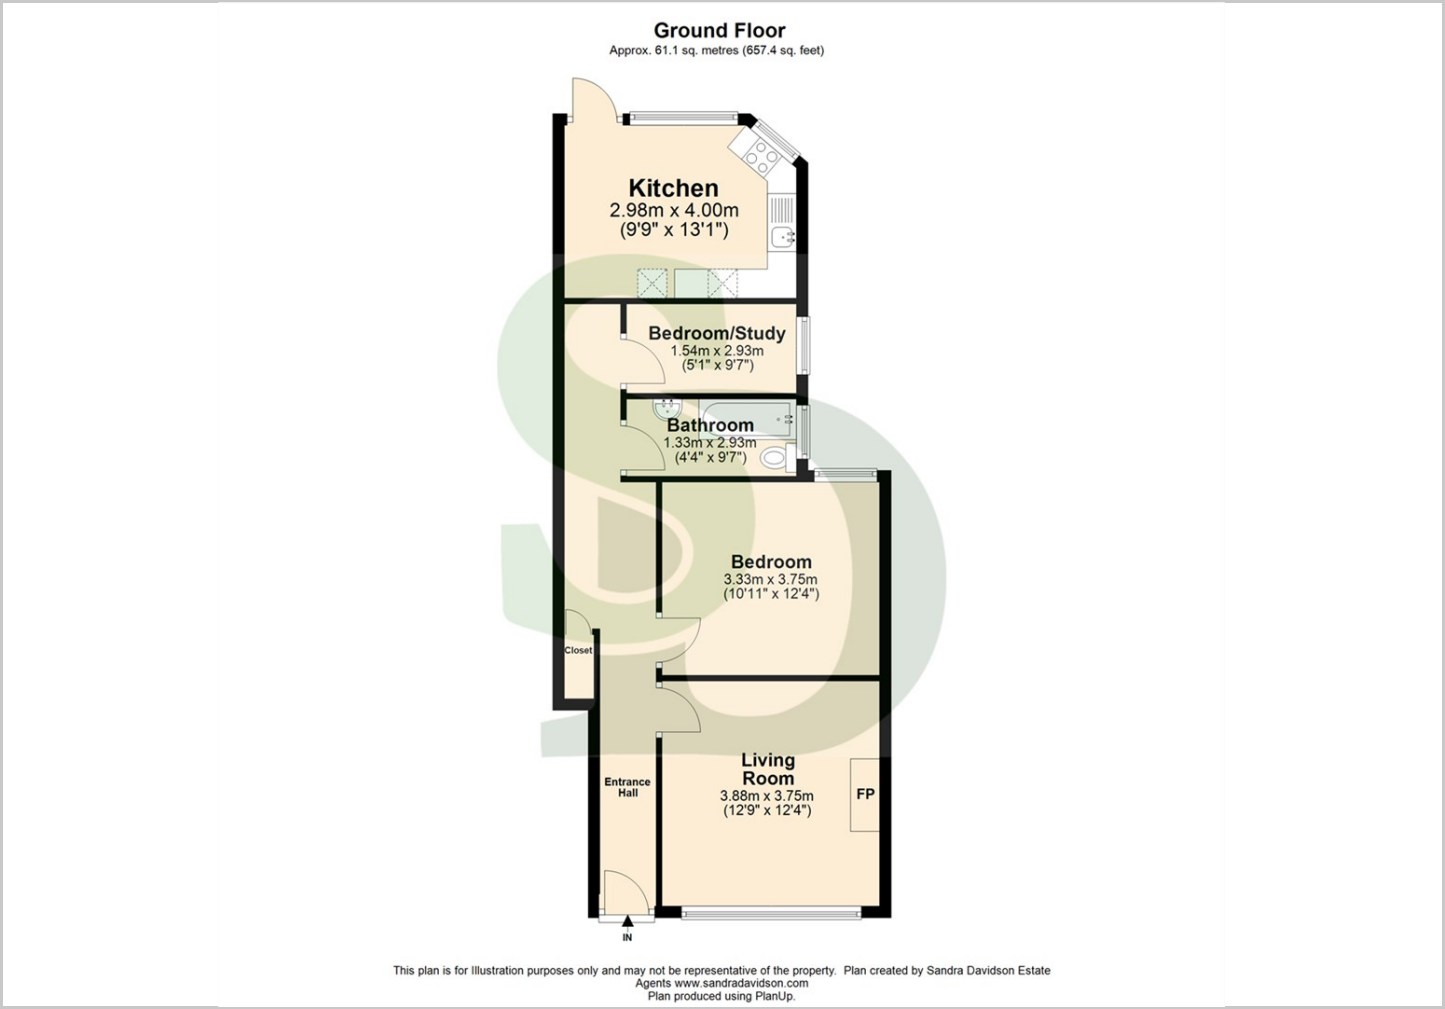 Ground Floor
Approx. 61.1 sq. metres (657.4 sq. feet)
Kitchen
2.98m x 4.00m
(9'9" x 13'1")
Bedroom/Study
1.54m x 2.93m
(5'1" x 9'7")
Bathroom
1.33m x 2.93m
(4'4" x 9'7")
Bedroom
3.33m x 3.75m
(10'11" x 12'4")
Closet
Living
Room
3.88m x 3.75m
(12'9" x 12'4")
FP
Entrance
Hall
IN
This plan is for Illustration purposes only and may not be representative of the property. Plan created by Sandra Davidson Estate
Agents www.sandradavidson.com
Plan produced using PlanUp.